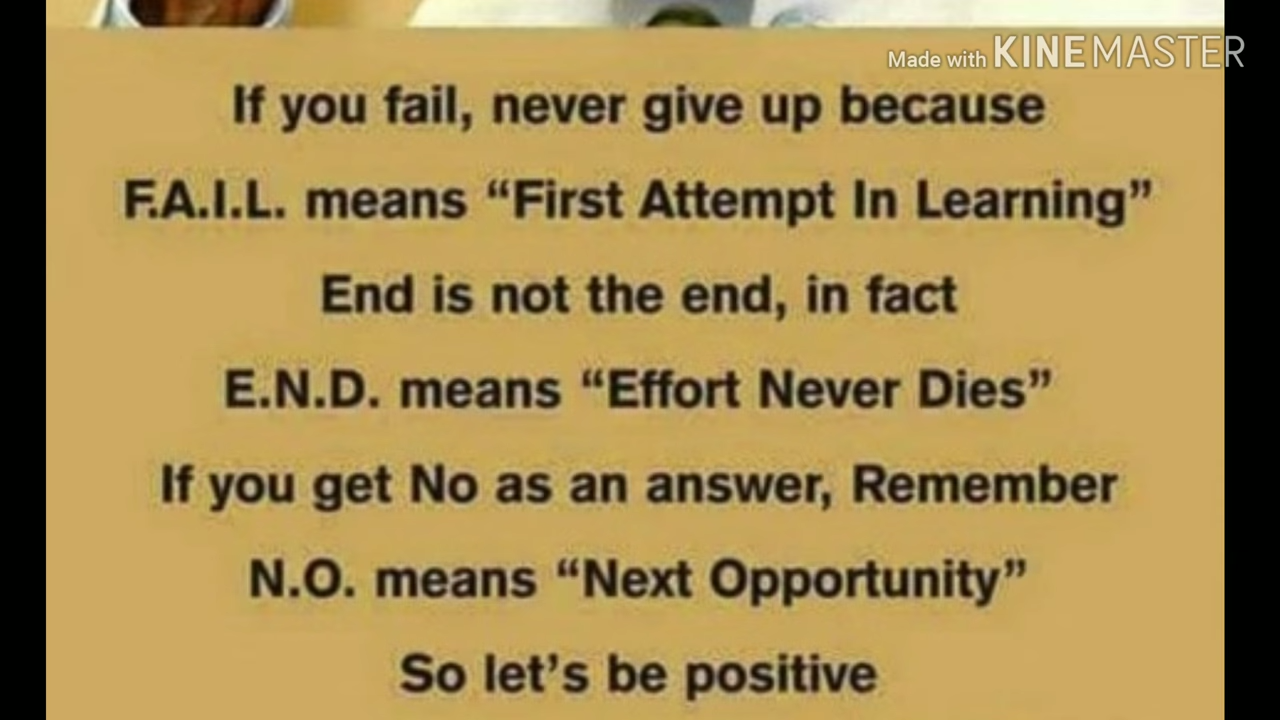 Made with KINEMASTER
If you fail, never give up because
F.A.I.L. means “First Attempt In Learning”
End is not the end, in fact
E.N.D. means “Effort Never Dies”
If you get No as an answer, Remember
N.O. means “Next Opportunity”
So let’s be positive